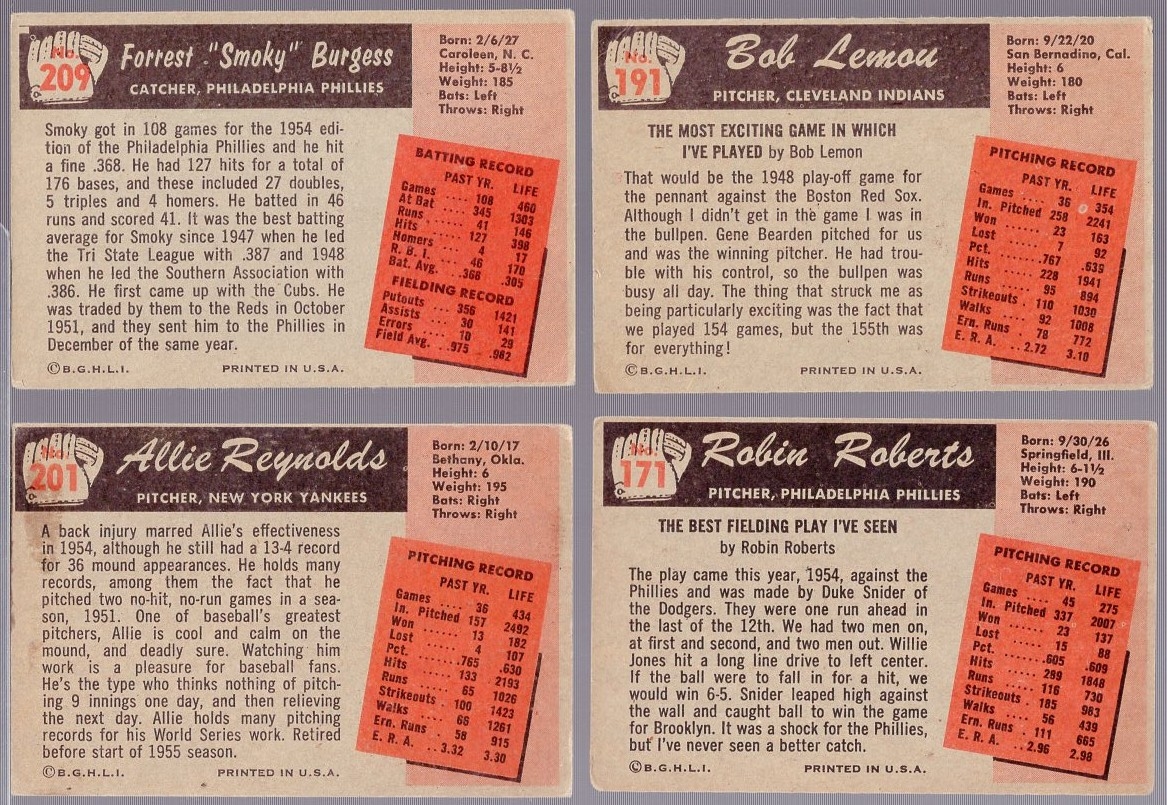 No. 209
Forrest "Smoky" Burgess
CATCHER, PHILADELPHIA PHILLIES
Born: 2/6/27
Caroleen, N. C.
Height: 5-8½
Weight: 185
Bats: Left
Throws: Right
Smoky got in 108 games for the 1954 edi-
tion of the Philadelphia Phillies and he hit
a fine .368. He had 127 hits for a total of
176 bases, and these included 27 doubles,
5 triples and 4 homers. He batted in 46
runs and scored 41. It was the best batting
average for Smoky since 1947 when he led
the Tri State League with .387 and 1948
when he led the Southern Association with
.386. He first came up with the Cubs. He
was traded by them to the Reds in October
1951, and they sent him to the Phillies in
December of the same year.
BATTING RECORD
PAST YR. LIFE
Games .... 108 460
At Bat .... 345 1303
Runs .... 41 146
Hits .... 127 398
Homers .. 4 17
R. B. I. .... 46 170
Bat. Avg. .. .368 .305
FIELDING RECORD
Putouts .... 356 1421
Assists .... 30 141
Errors .... 10 29
Field Avg. .. .975 .982
©B.G.H.L.I. PRINTED IN U.S.A.
No. 191
Bob Lemon
PITCHER, CLEVELAND INDIANS
Born: 9/22/20
San Bernadino, Cal.
Height: 6
Weight: 180
Bats: Left
Throws: Right
THE MOST EXCITING GAME IN WHICH
I'VE PLAYED by Bob Lemon
That would be the 1948 play-off game for
the pennant against the Boston Red Sox.
Although I didn't get in the game I was in
the bullpen. Gene Bearden pitched for us
and was the winning pitcher. He had trou-
ble with his control, so the bullpen was
busy all day. The thing that struck me as
being particularly exciting was the fact that
we played 154 games, but the 155th was
for everything!
PITCHING RECORD
PAST YR. LIFE
Games .... 36 354
In. Pitched 258 2241
Won ...... 23 163
Lost ...... 7 92
Pct. .... .767 .639
Hits .... 228 1941
Runs .... 95 894
Strikeouts 110 1030
Walks .... 92 1008
Ern. Runs 78 772
E. R. A. .. 2.72 3.10
©B.G.H.L.I. PRINTED IN U.S.A.
No. 201
Allie Reynolds
PITCHER, NEW YORK YANKEES
Born: 2/10/17
Bethany, Okla.
Height: 6
Weight: 195
Bats: Right
Throws: Right
A back injury marred Allie's effectiveness
in 1954, although he still had a 13-4 record
for 36 mound appearances. He holds many
records, among them the fact that he
pitched two no-hit, no-run games in a sea-
son, 1951. One of baseball's greatest
pitchers, Allie is cool and calm on the
mound, and deadly sure. Watching him
work is a pleasure for baseball fans.
He's the type who thinks nothing of pitch-
ing 9 innings one day, and then relieving
the next day. Allie holds many pitching
records for his World Series work. Retired
before start of 1955 season.
PITCHING RECORD
PAST YR. LIFE
Games .... 36 434
In. Pitched 157 2492
Won ...... 13 182
Lost ...... 4 107
Pct. .... .765 .630
Hits .... 133 2193
Runs .... 65 1026
Strikeouts 100 1423
Walks .... 66 1261
Ern. Runs 58 915
E. R. A. .. 3.32 3.30
©B.G.H.L.I. PRINTED IN U.S.A.
No. 171
Robin Roberts
PITCHER, PHILADELPHIA PHILLIES
Born: 9/30/26
Springfield, Ill.
Height: 6-1½
Weight: 190
Bats: Left
Throws: Right
THE BEST FIELDING PLAY I'VE SEEN
by Robin Roberts
The play came this year, 1954, against the
Phillies and was made by Duke Snider of
the Dodgers. They were one run ahead in
the last of the 12th. We had two men on,
at first and second, and two men out. Willie
Jones hit a long line drive to left center.
If the ball were to fall in for a hit, we
would win 6-5. Snider leaped high against
the wall and caught ball to win the game
for Brooklyn. It was a shock for the Phillies,
but I've never seen a better catch.
PITCHING RECORD
PAST YR. LIFE
Games .... 45 275
In. Pitched 337 2007
Won ...... 23 137
Lost ...... 15 88
Pct. .... .605 .609
Hits .... 289 1848
Runs .... 116 730
Strikeouts 185 983
Walks .... 56 439
Ern. Runs 111 665
E. R. A. .. 2.96 2.98
©B.G.H.L.I. PRINTED IN U.S.A.